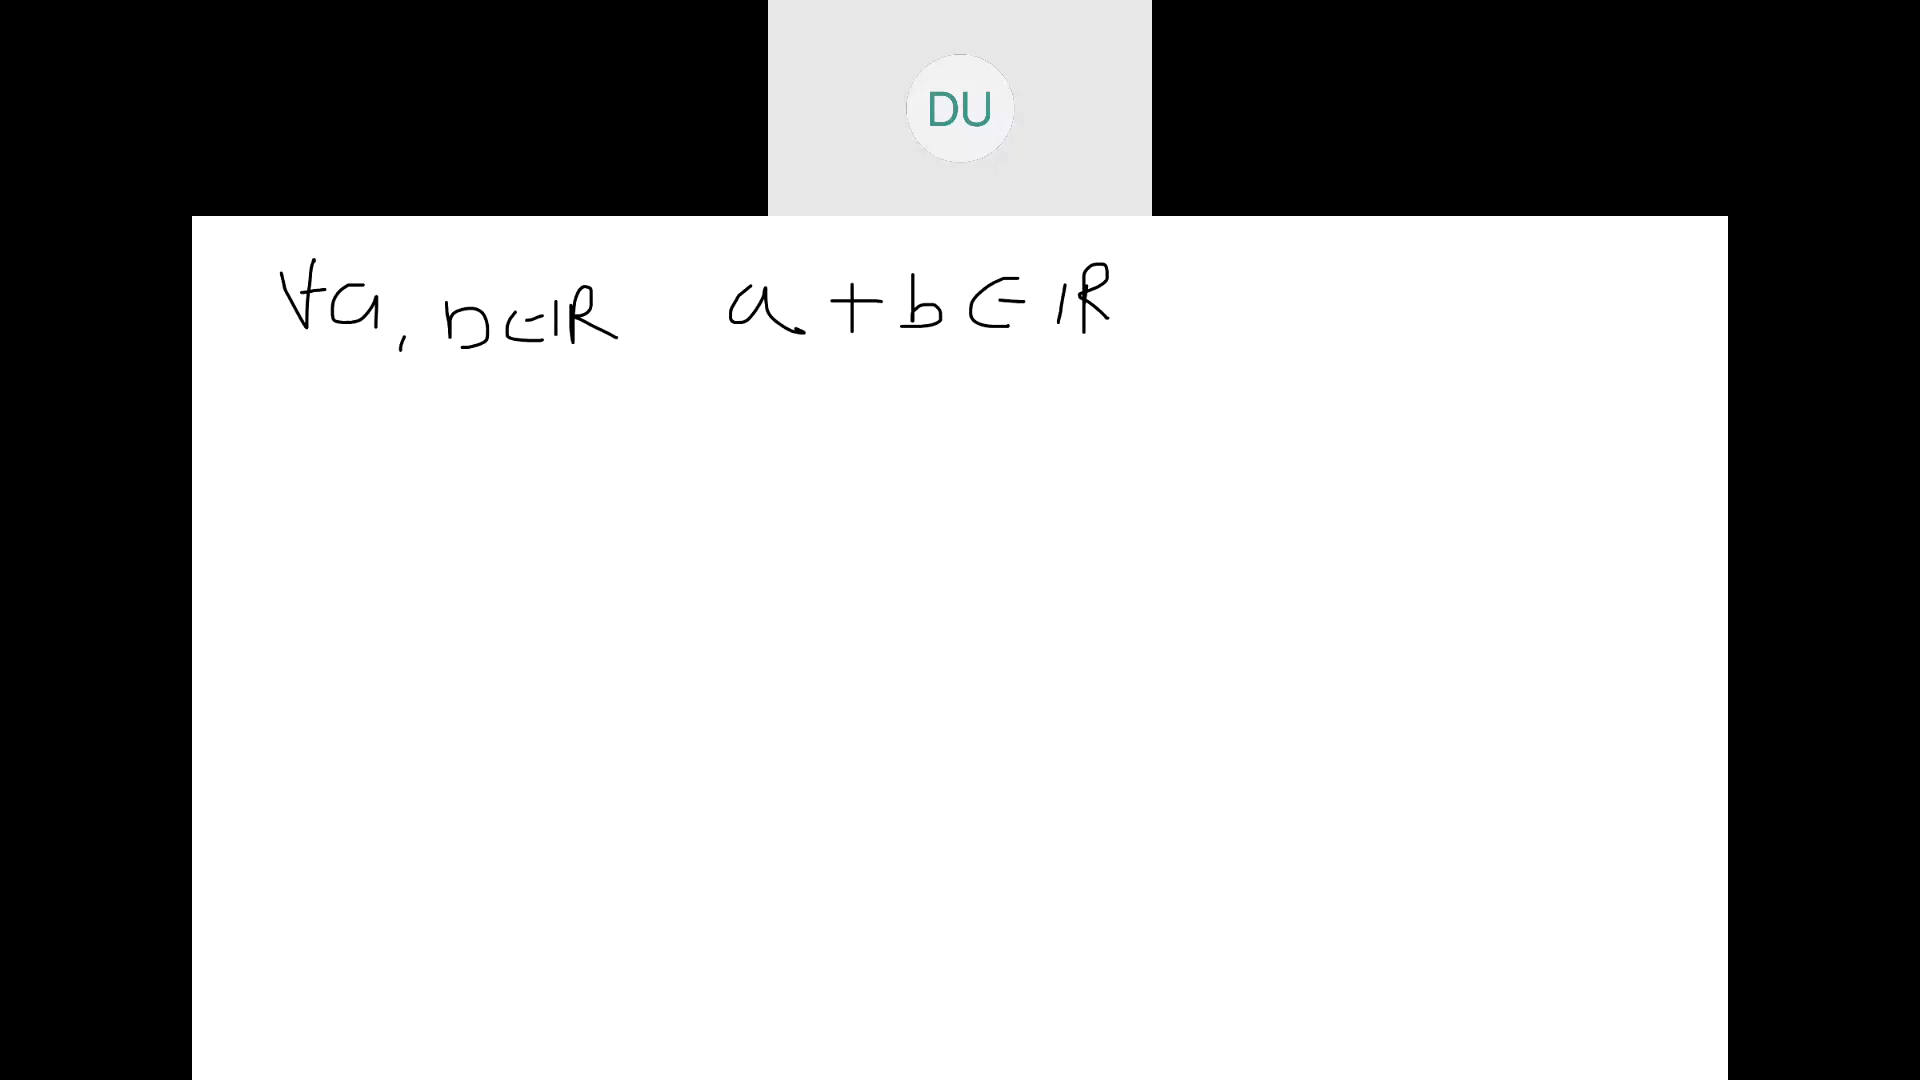 DU
∀a, b∈ℝ a + b ∈ ℝ